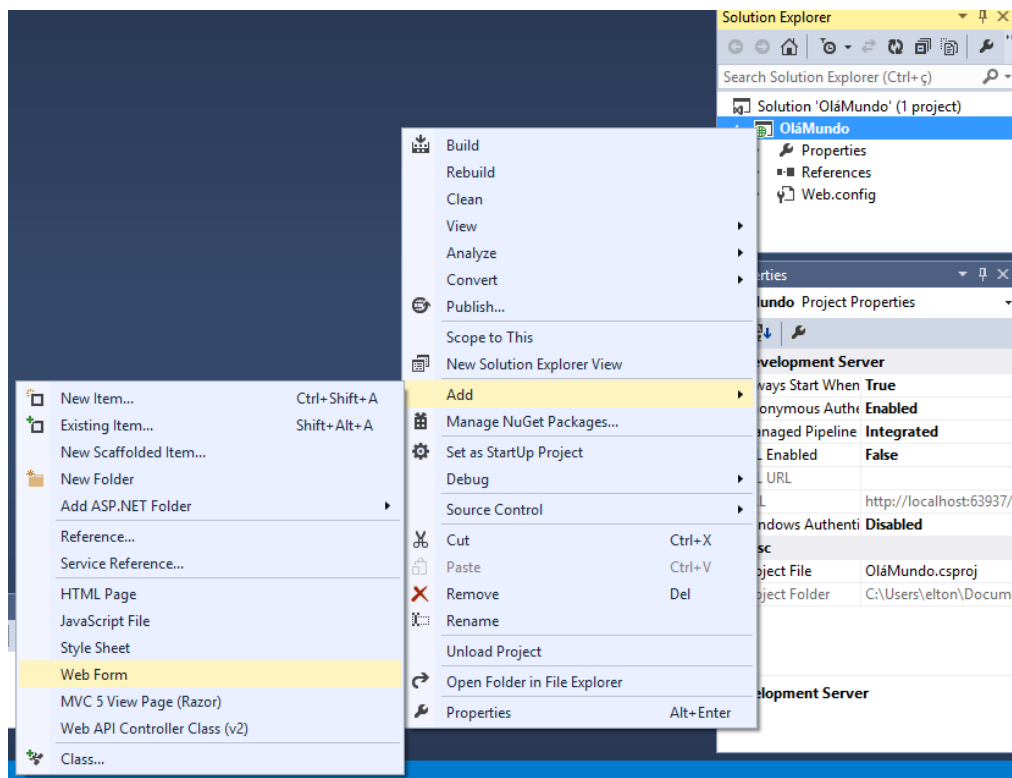 Solution Explorer
Search Solution Explorer (Ctrl+ç)
Solution 'OláMundo' (1 project)
OláMundo
Properties
References
Web.config
Build
Rebuild
Clean
View
Analyze
Convert
Publish...
Scope to This
New Solution Explorer View
Add
Manage NuGet Packages...
Set as StartUp Project
Debug
Source Control
Cut Ctrl+X
Paste Ctrl+V
Remove Del
Rename
Unload Project
Open Folder in File Explorer
Properties Alt+Enter
New Item... Ctrl+Shift+A
Existing Item... Shift+Alt+A
New Scaffolded Item...
New Folder
Add ASP.NET Folder
Reference...
Service Reference...
HTML Page
JavaScript File
Style Sheet
Web Form
MVC 5 View Page (Razor)
Web API Controller Class (v2)
Class...
erties
Mundo Project Properties
evelopment Server
ways Start When True
onymous Authe Enabled
anaged Pipeline Integrated
L Enabled False
L URL
L http://localhost:63937/
ndows Authenti Disabled
sc
oject File OláMundo.csproj
oject Folder C:\Users\elton\Docum
elopment Server